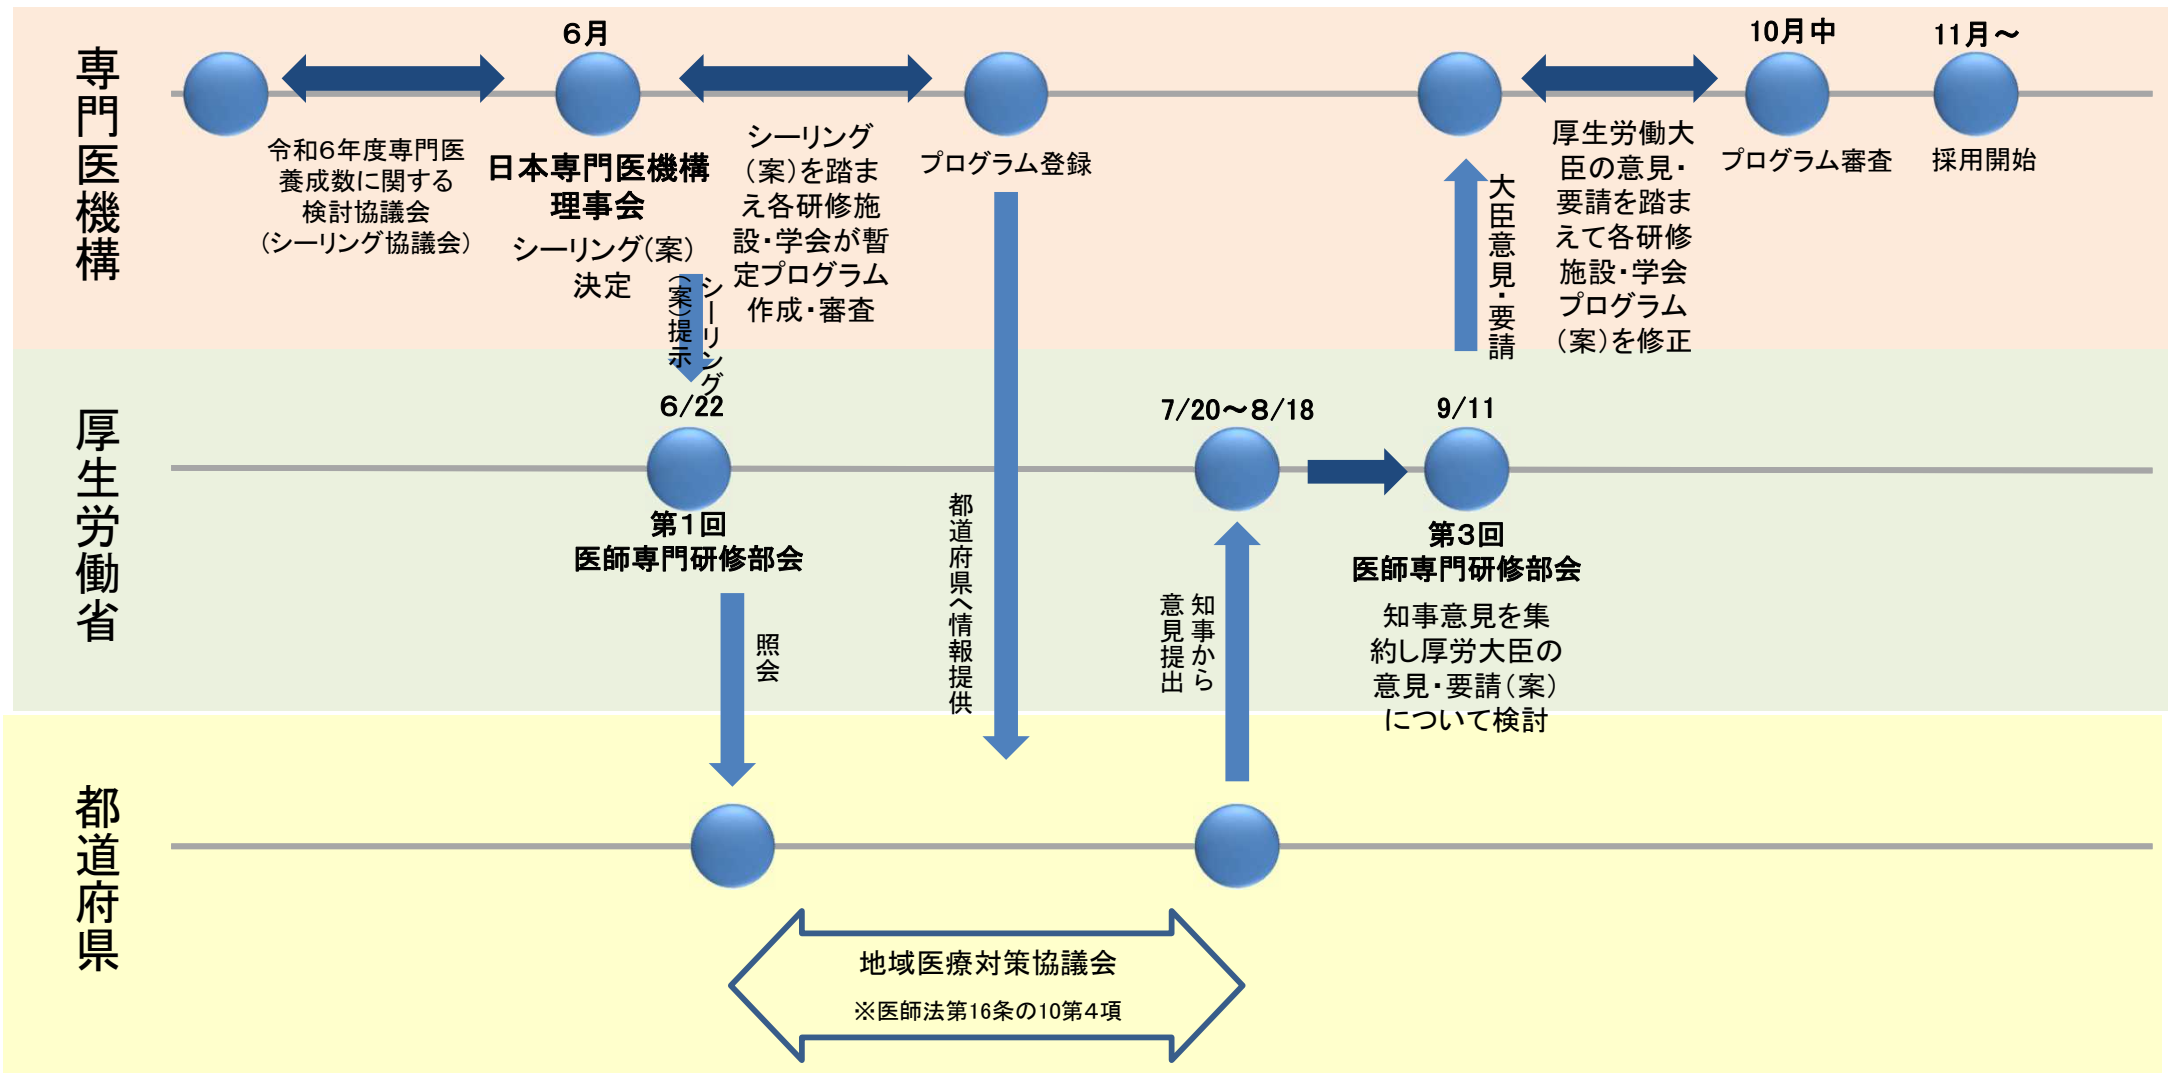 専門医機構
6月
10月中
11月～
令和6年度専門医
養成数に関する
検討協議会
(シーリング協議会)
日本専門医機構
理事会
シーリング(案)
決定
シーリング
(案)提示
シーリング
(案)を踏ま
え各研修施
設・学会が暫
定プログラム
作成・審査
プログラム登録
大臣意見・要請
厚生労働大
臣の意見・
要請を踏ま
えて各研修
施設・学会
プログラム
(案)を修正
プログラム審査
採用開始
厚生労働省
6/22
第1回
医師専門研修部会
照会
都道府県へ情報提供
7/20～8/18
知事から
意見提出
9/11
第3回
医師専門研修部会
知事意見を集
約し厚労大臣の
意見・要請(案)
について検討
都道府県
地域医療対策協議会
※医師法第16条の10第4項